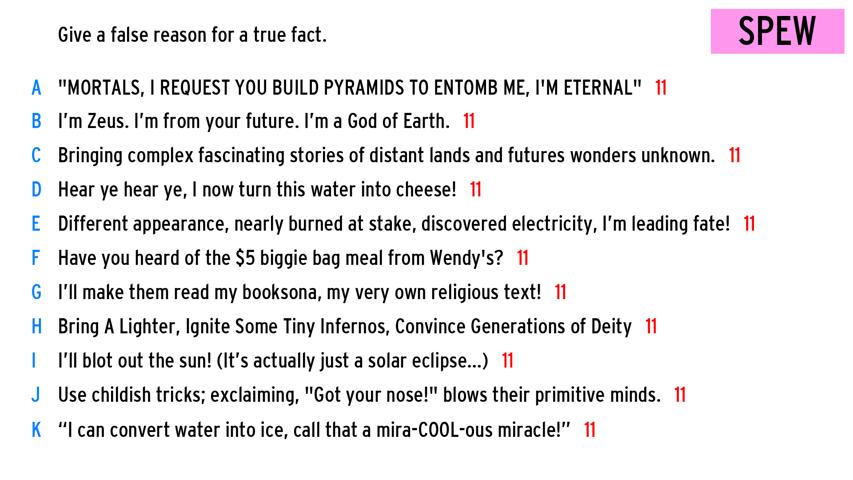 Give a false reason for a true fact.
SPEW
A "MORTALS, I REQUEST YOU BUILD PYRAMIDS TO ENTOMB ME, I'M ETERNAL" 11
B I'm Zeus. I'm from your future. I'm a God of Earth. 11
C Bringing complex fascinating stories of distant lands and futures wonders unknown. 11
D Hear ye hear ye, I now turn this water into cheese! 11
E Different appearance, nearly burned at stake, discovered electricity, I'm leading fate! 11
F Have you heard of the $5 biggie bag meal from Wendy's? 11
G I'll make them read my booksona, my very own religious text! 11
H Bring A Lighter, Ignite Some Tiny Infernos, Convince Generations of Deity 11
I I'll blot out the sun! (It's actually just a solar eclipse...) 11
J Use childish tricks; exclaiming, "Got your nose!" blows their primitive minds. 11
K “I can convert water into ice, call that a mira-COOL-ous miracle!” 11